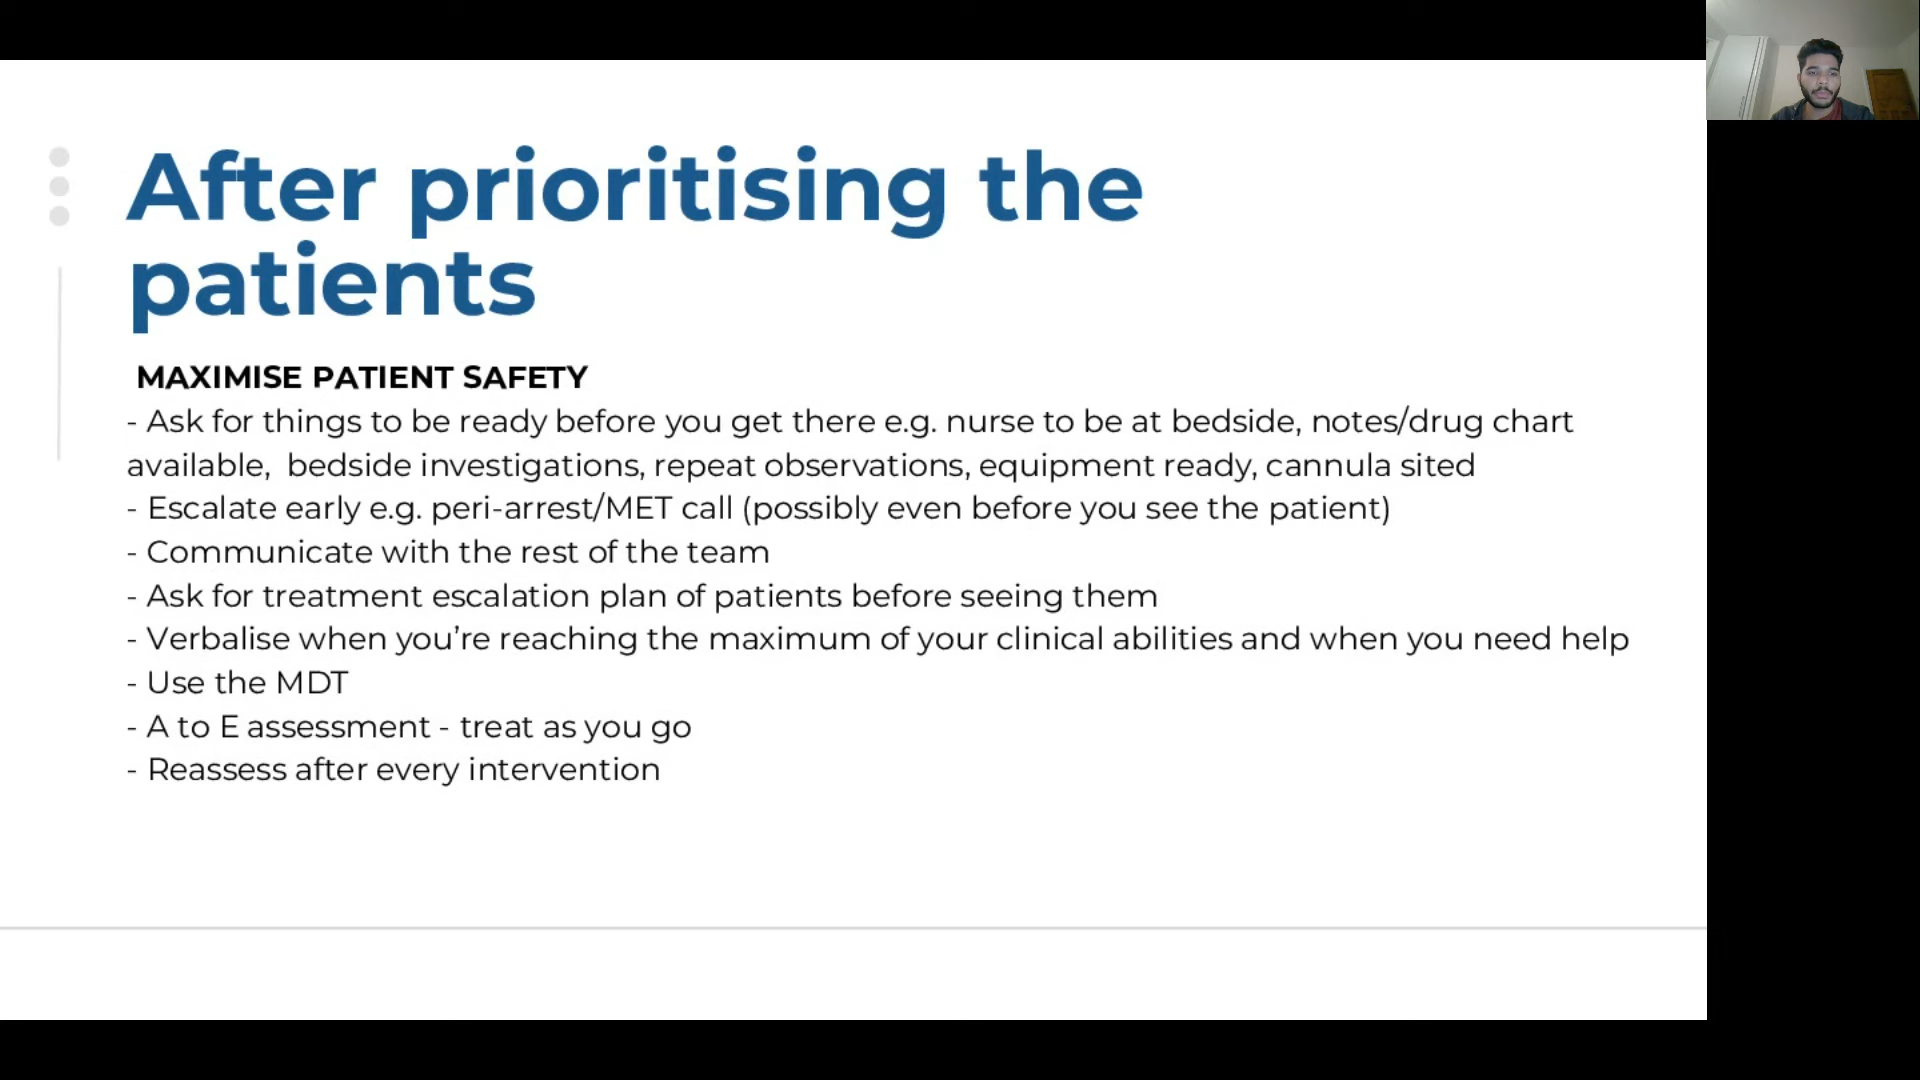 After prioritising the
patients
MAXIMISE PATIENT SAFETY
- Ask for things to be ready before you get there e.g. nurse to be at bedside, notes/drug chart
available,  bedside investigations, repeat observations, equipment ready, cannula sited
- Escalate early e.g. peri-arrest/MET call (possibly even before you see the patient)
- Communicate with the rest of the team
- Ask for treatment escalation plan of patients before seeing them
- Verbalise when you’re reaching the maximum of your clinical abilities and when you need help
- Use the MDT
- A to E assessment - treat as you go
- Reassess after every intervention